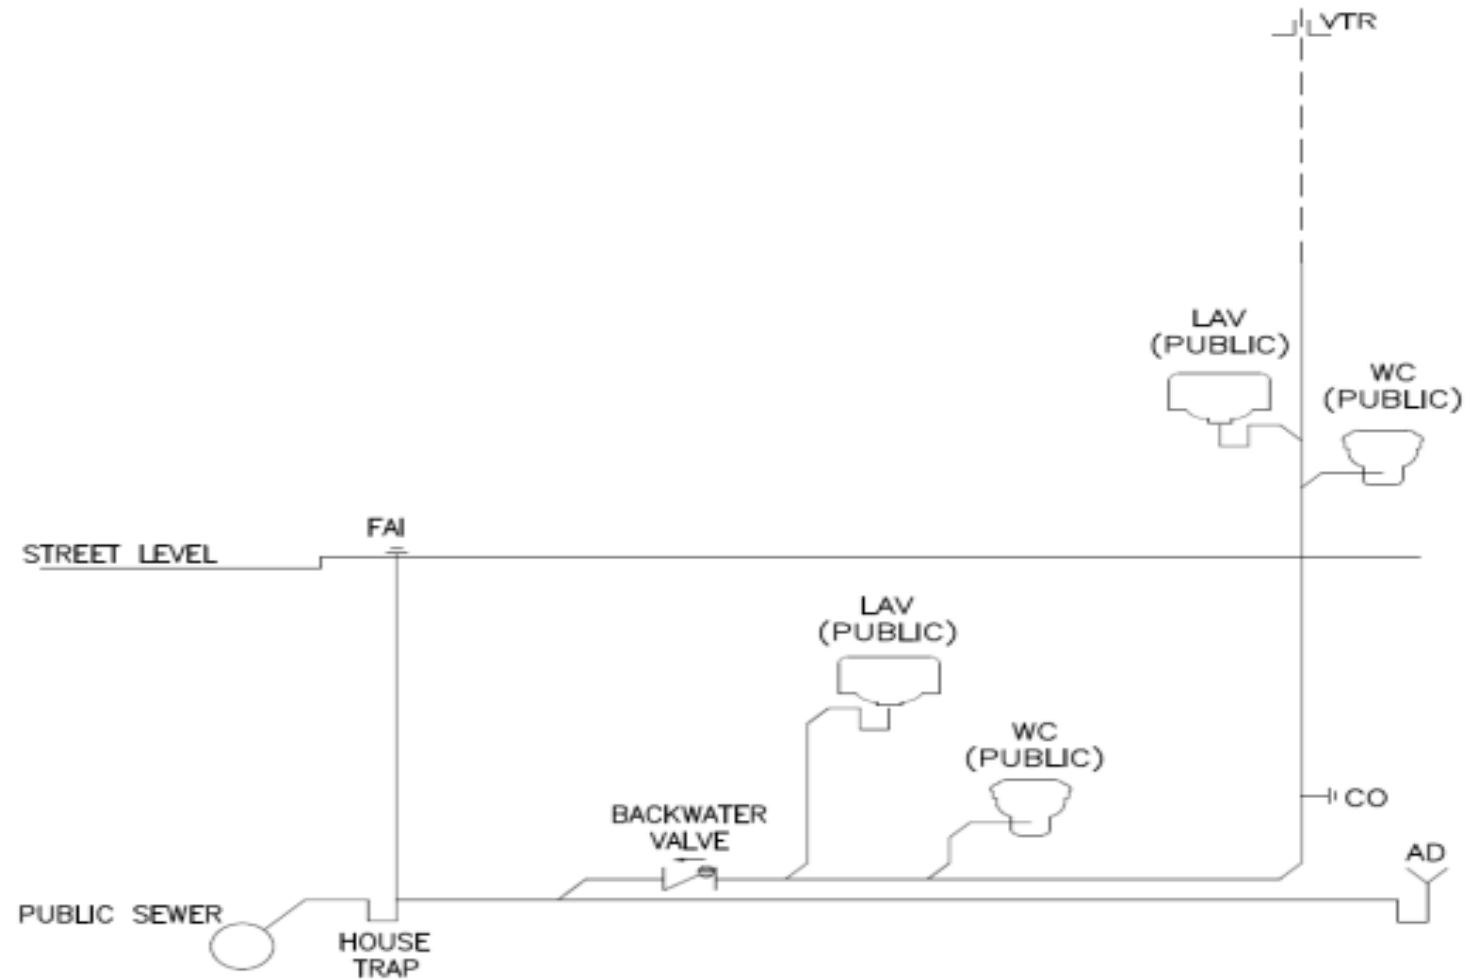 VTR
LAV
(PUBLIC)
WC
(PUBLIC)
FAI
STREET LEVEL
LAV
(PUBLIC)
WC
(PUBLIC)
CO
BACKWATER
VALVE
AD
PUBLIC SEWER
HOUSE
TRAP